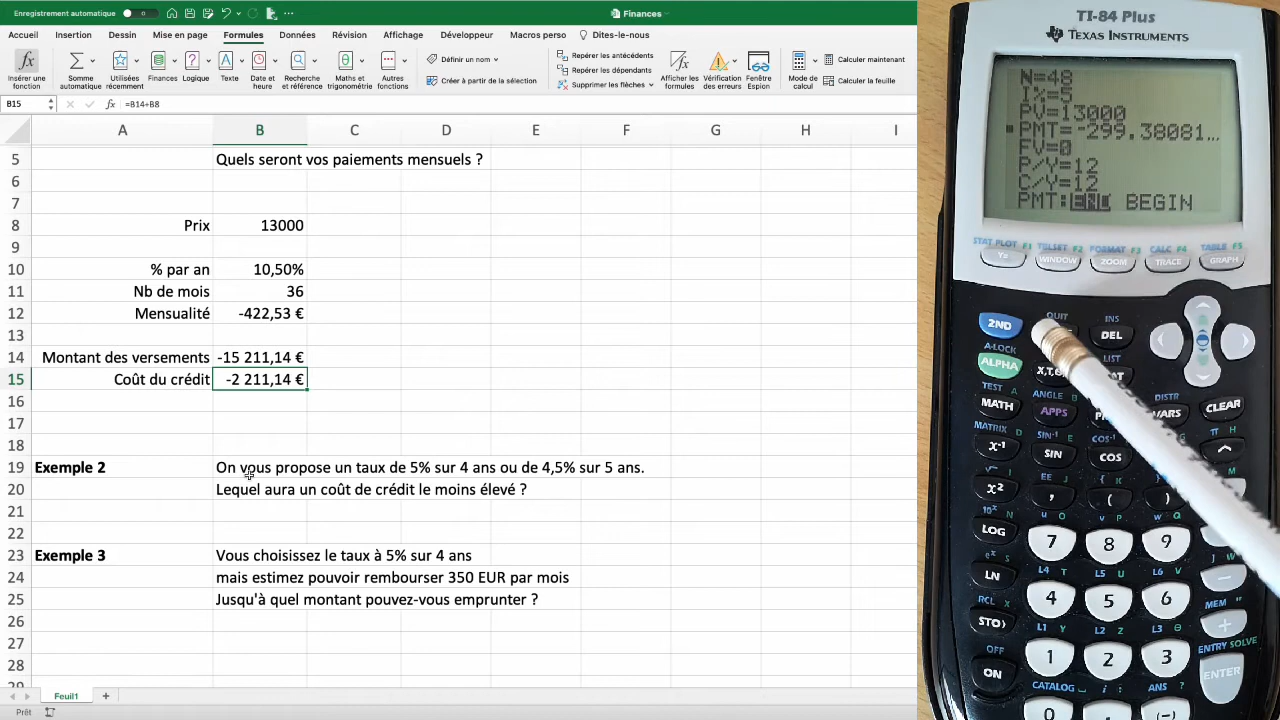 Enregistrement automatique
Finances
Accueil Insertion Dessin Mise en page Formules Données Révision Affichage Développeur Macros perso Dites-le-nous
Insérer une fonction
Somme automatique
Utilisées récemment
Finances
Logique
Texte
Date et heure
Recherche et référence
Maths et trigonométrie
Autres fonctions
Définir un nom
Créer à partir de la sélection
Repérer les antécédents
Repérer les dépendants
Supprimer les flèches
Afficher les formules
Vérification des erreurs
Fenêtre Espion
Mode de calcul
Calculer maintenant
Calculer la feuille
B15 fx =B14+B8
A B C D E F G H I
5 Quels seront vos paiements mensuels ?
6
7
8 Prix 13000
9
10 % par an 10,50%
11 Nb de mois 36
12 Mensualité -422,53 €
13
14 Montant des versements -15 211,14 €
15 Coût du crédit -2 211,14 €
16
17
18
19 Exemple 2 On vous propose un taux de 5% sur 4 ans ou de 4,5% sur 5 ans.
20 Lequel aura un coût de crédit le moins élevé ?
21
22
23 Exemple 3 Vous choisissez le taux à 5% sur 4 ans
24 mais estimez pouvoir rembourser 350 EUR par mois
25 Jusqu'à quel montant pouvez-vous emprunter ?
26
27
28
Feuil1 +
Prêt
TI-84 Plus
TEXAS INSTRUMENTS
N=48
I%=5
PV=13000
PMT=-299.38081…
FV=0
P/Y=12
C/Y=12
PMT:END BEGIN
STAT PLOT F1 TBLSET F2 FORMAT F3 CALC F4 TABLE F5
Y= WINDOW ZOOM TRACE GRAPH
QUIT INS
2ND DEL
A-LOCK LIST
ALPHA
TEST A ANGLE B DISTR
MATH APPS VARS CLEAR
MATRIX D SIN⁻¹ E COS⁻¹ π H
x⁻¹ SIN COS ^
√ I EE J { K } L
x² , ( )
10ˣ N u O v P w Q
LOG 7 8 9
eˣ S L4 T L5 U L6 V ] W
LN 4 5 6 −
RCL X L1 Y L2 Z L3 θ MEM "
STO› 1 2 3 +
OFF CATALOG i : ANS ? ENTRY SOLVE
ON 0 . (-) ENTER